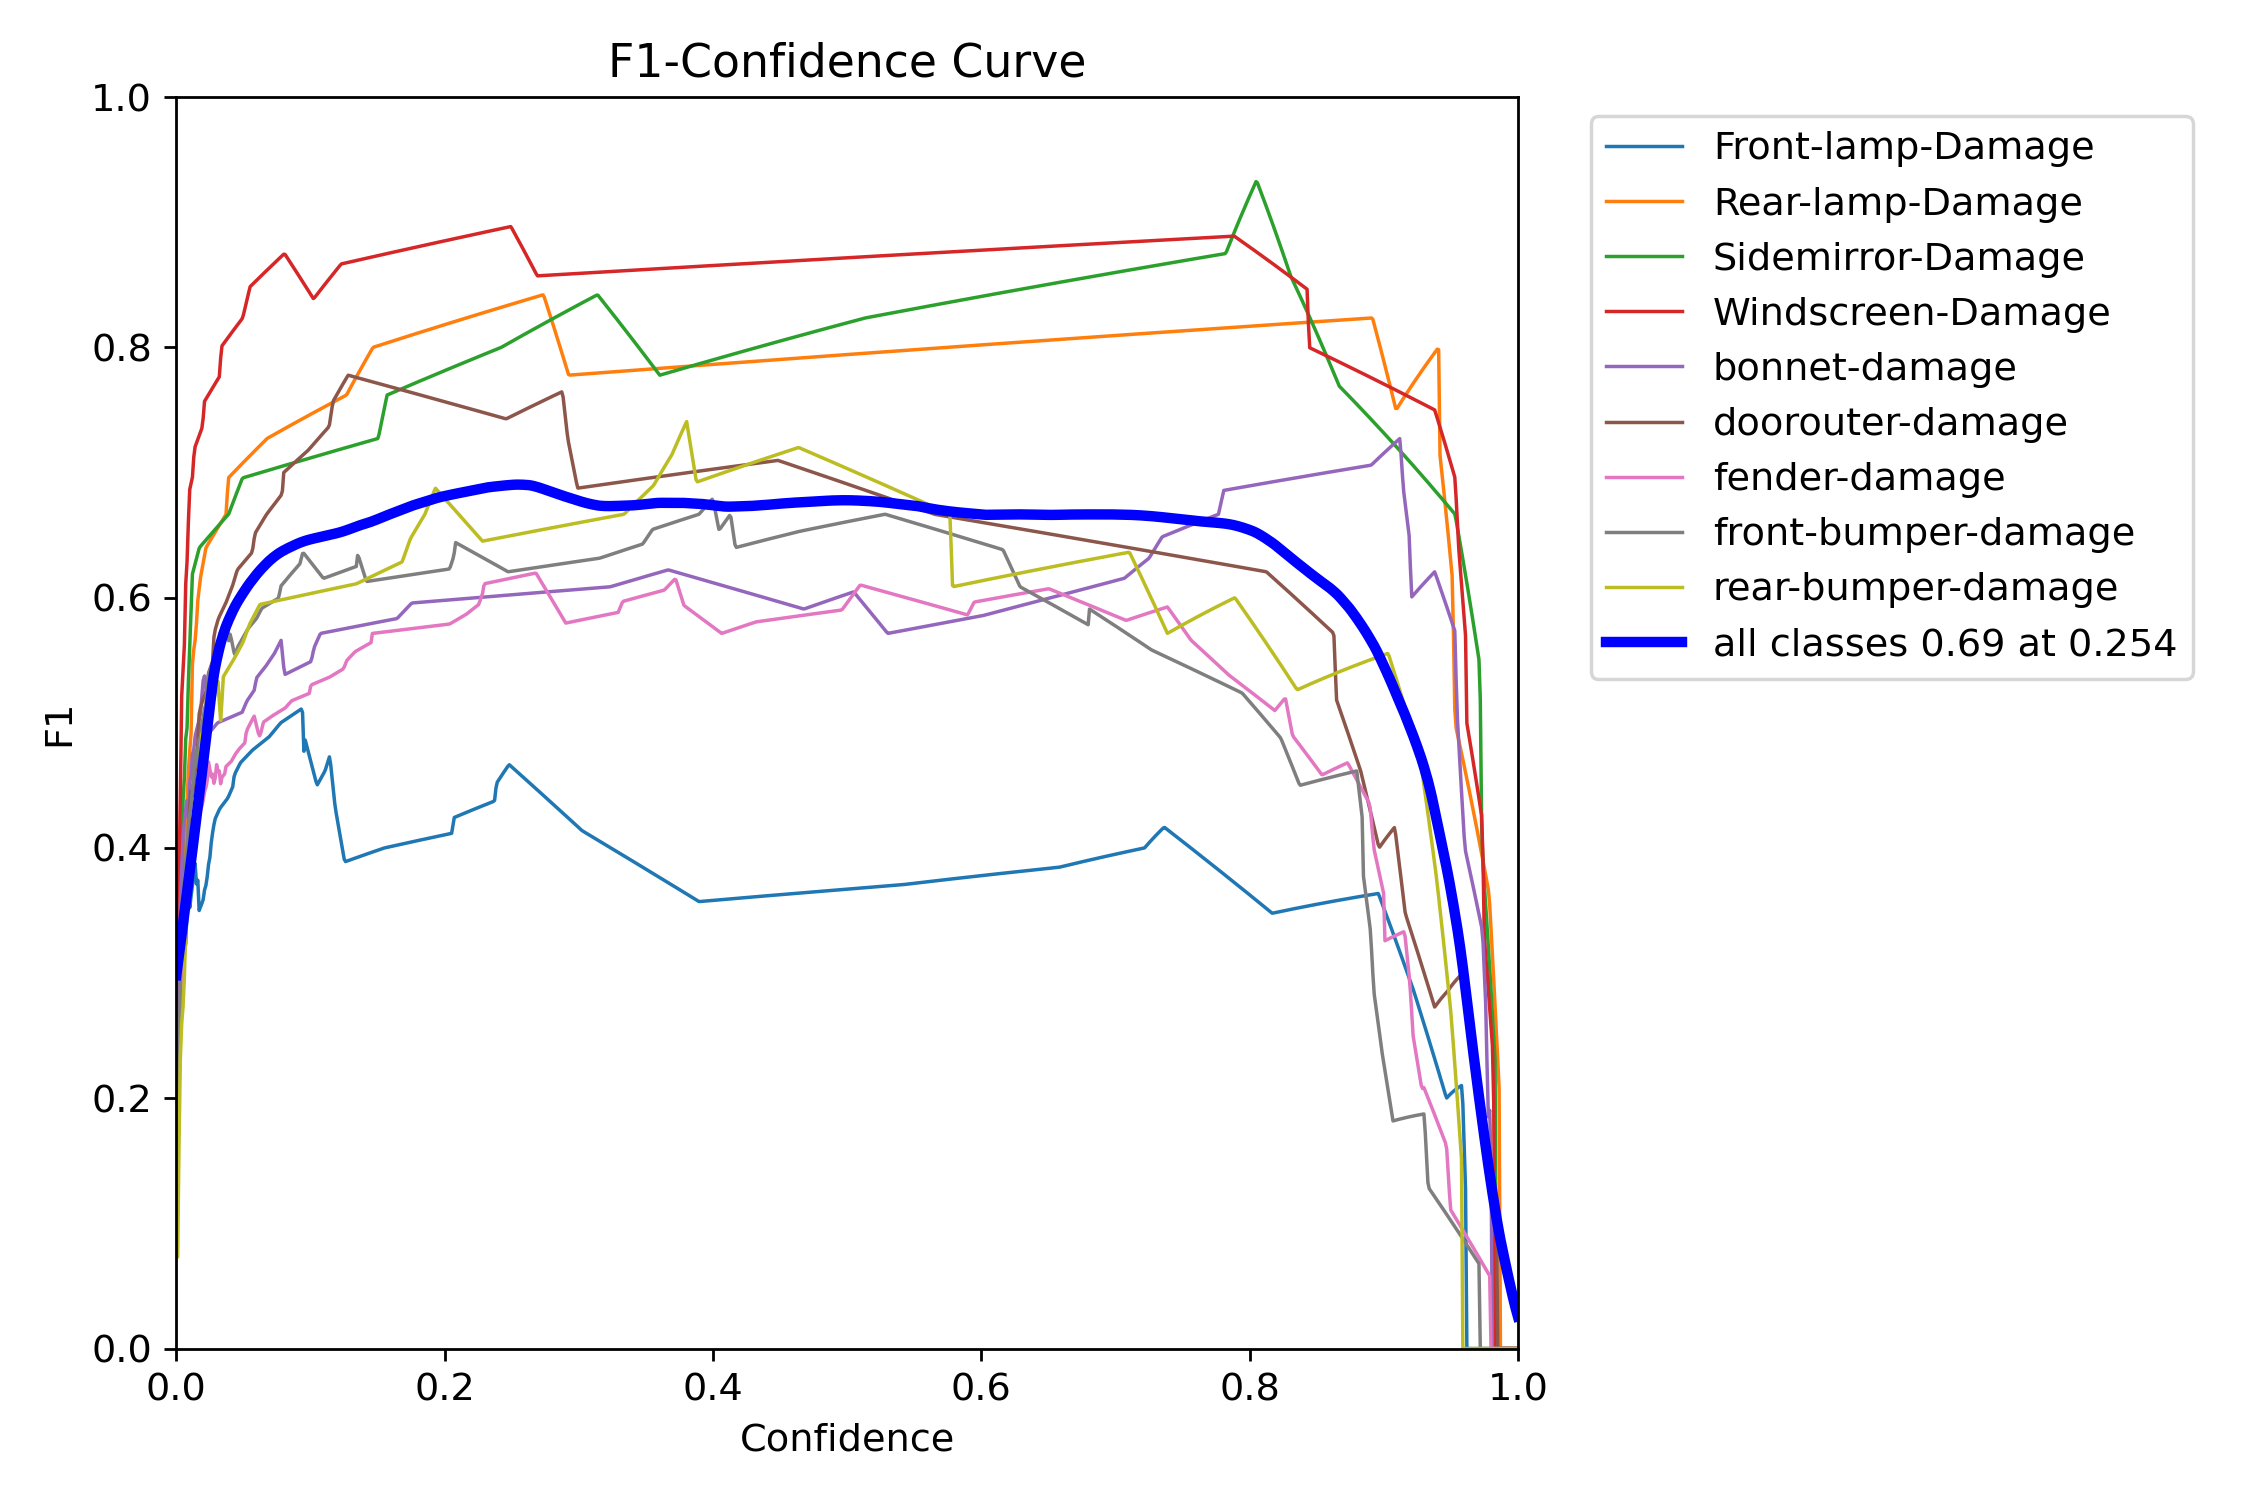 F1-Confidence Curve
1.0
0.8
0.6
0.4
0.2
0.0
F1
0.0 0.2 0.4 0.6 0.8 1.0
Confidence
Front-lamp-Damage
Rear-lamp-Damage
Sidemirror-Damage
Windscreen-Damage
bonnet-damage
doorouter-damage
fender-damage
front-bumper-damage
rear-bumper-damage
all classes 0.69 at 0.254